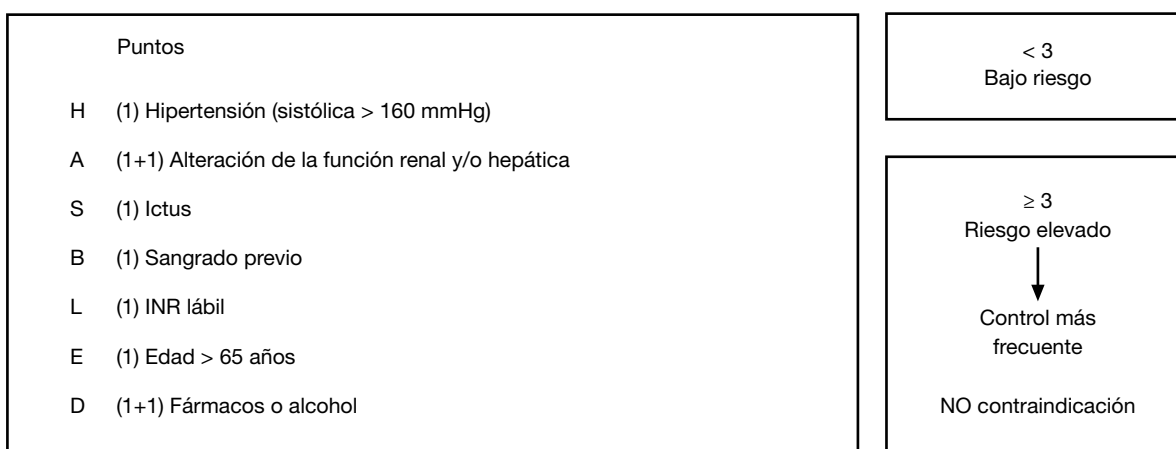 Puntos
H (1) Hipertensión (sistólica > 160 mmHg)
A (1+1) Alteración de la función renal y/o hepática
S (1) Ictus
B (1) Sangrado previo
L (1) INR lábil
E (1) Edad > 65 años
D (1+1) Fármacos o alcohol
< 3
Bajo riesgo
≥ 3
Riesgo elevado
Control más
frecuente
NO contraindicación